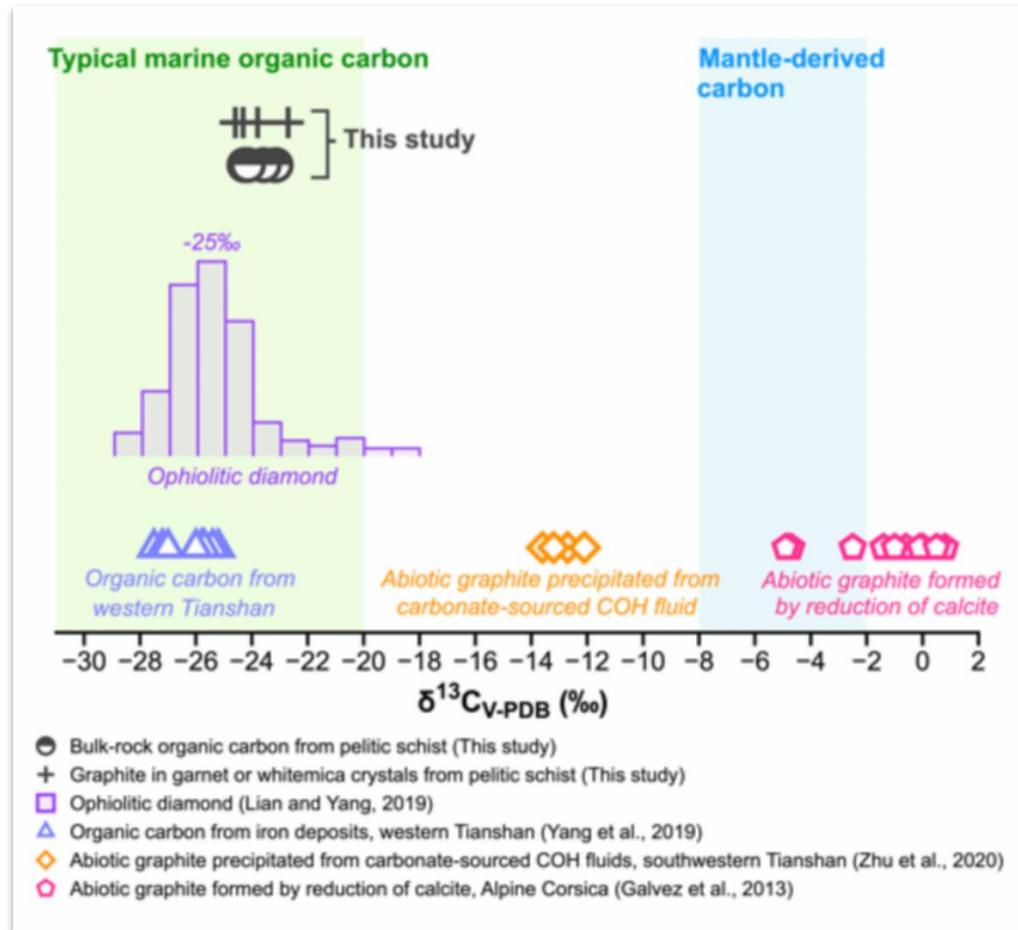 Typical marine organic carbon
Mantle-derived
carbon
This study
-25‰
Ophiolitic diamond
Organic carbon from
western Tianshan
Abiotic graphite precipitated from
carbonate-sourced COH fluid
Abiotic graphite formed
by reduction of calcite
−30 −28 −26 −24 −22 −20 −18 −16 −14 −12 −10 −8 −6 −4 −2 0 2
δ¹³C V-PDB (‰)
Bulk-rock organic carbon from pelitic schist (This study)
Graphite in garnet or whitemica crystals from pelitic schist (This study)
Ophiolitic diamond (Lian and Yang, 2019)
Organic carbon from iron deposits, western Tianshan (Yang et al., 2019)
Abiotic graphite precipitated from carbonate-sourced COH fluids, southwestern Tianshan (Zhu et al., 2020)
Abiotic graphite formed by reduction of calcite, Alpine Corsica (Galvez et al., 2013)